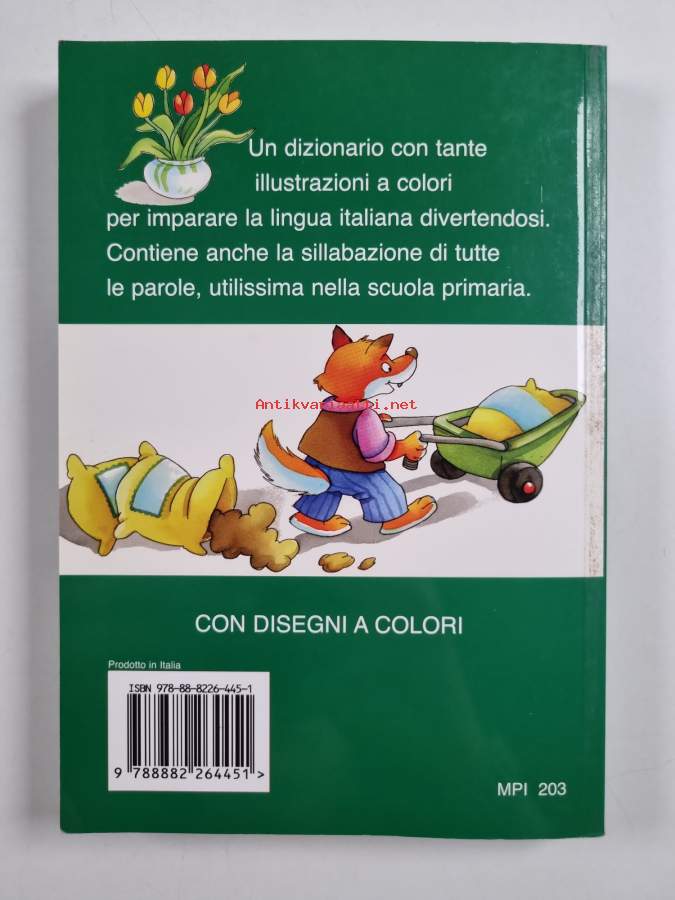 Un dizionario con tante
illustrazioni a colori
per imparare la lingua italiana divertendosi.
Contiene anche la sillabazione di tutte
le parole, utilissima nella scuola primaria.
Antikvariaatti.net
CON DISEGNI A COLORI
Prodotto in Italia
ISBN 978-88-8226-445-1
9 788882 264451 >
MPI 203